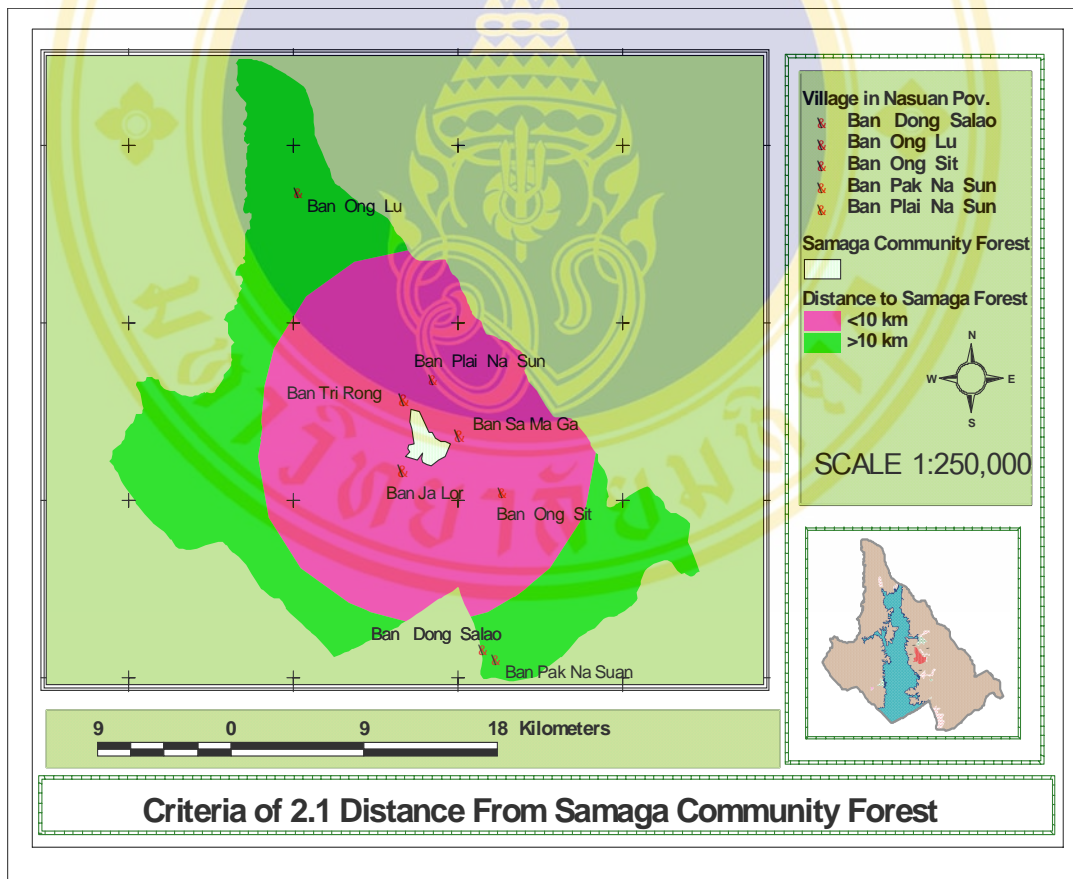 Village in Nasuan Pov.
Ban Dong Salao
Ban Ong Lu
Ban Ong Sit
Ban Pak Na Sun
Ban Plai Na Sun
Samaga Community Forest
Distance to Samaga Forest
<10 km
>10 km
N
W E
S
SCALE 1:250,000
Ban Ong Lu
Ban Plai Na Sun
Ban Tri Rong
Ban Sa Ma Ga
Ban Ja Lor
Ban Ong Sit
Ban Dong Salao
Ban Pak Na Suan
9 0 9 18 Kilometers
Criteria of 2.1 Distance From Samaga Community Forest